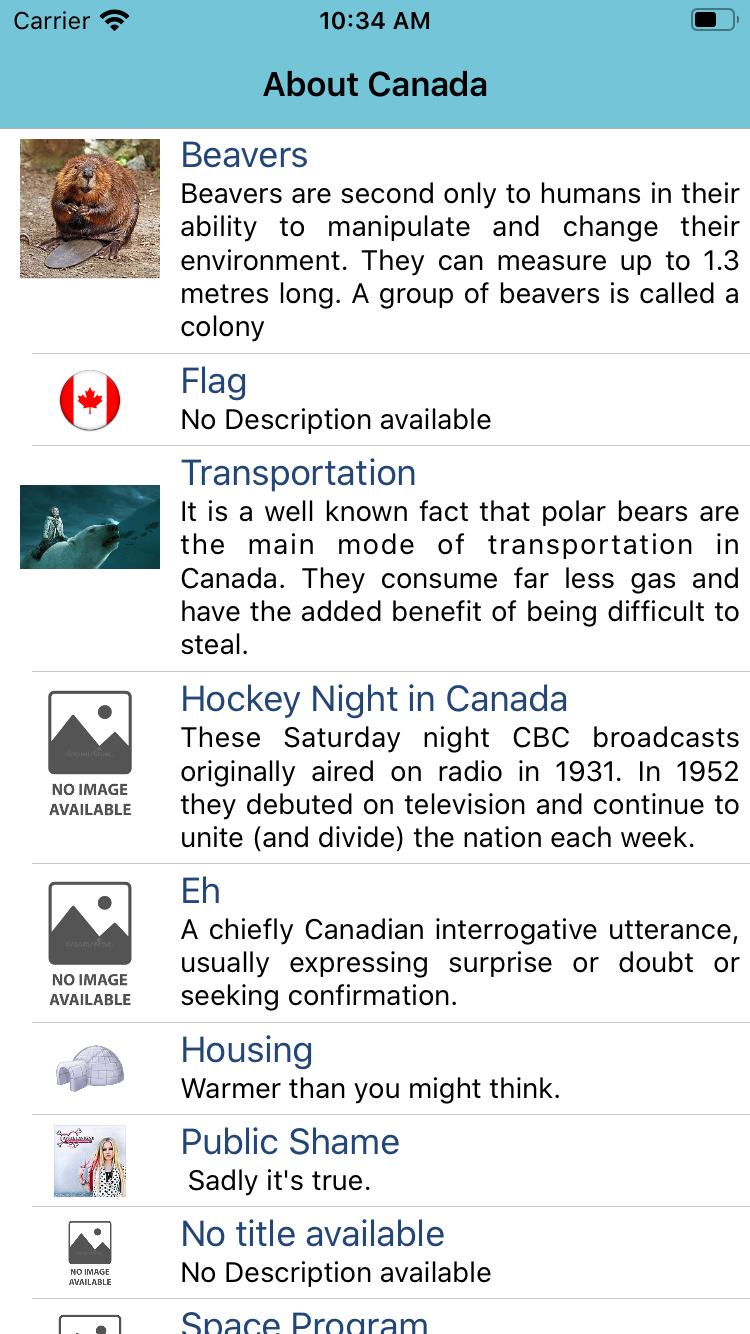 Carrier 10:34 AM
About Canada
Beavers
Beavers are second only to humans in their
ability to manipulate and change their
environment. They can measure up to 1.3
metres long. A group of beavers is called a
colony
Flag
No Description available
Transportation
It is a well known fact that polar bears are
the main mode of transportation in
Canada. They consume far less gas and
have the added benefit of being difficult to
steal.
Hockey Night in Canada
These Saturday night CBC broadcasts
originally aired on radio in 1931. In 1952
they debuted on television and continue to
unite (and divide) the nation each week.
NO IMAGE
AVAILABLE
Eh
A chiefly Canadian interrogative utterance,
usually expressing surprise or doubt or
seeking confirmation.
NO IMAGE
AVAILABLE
Housing
Warmer than you might think.
Public Shame
Sadly it's true.
No title available
No Description available
NO IMAGE
AVAILABLE
Space Program